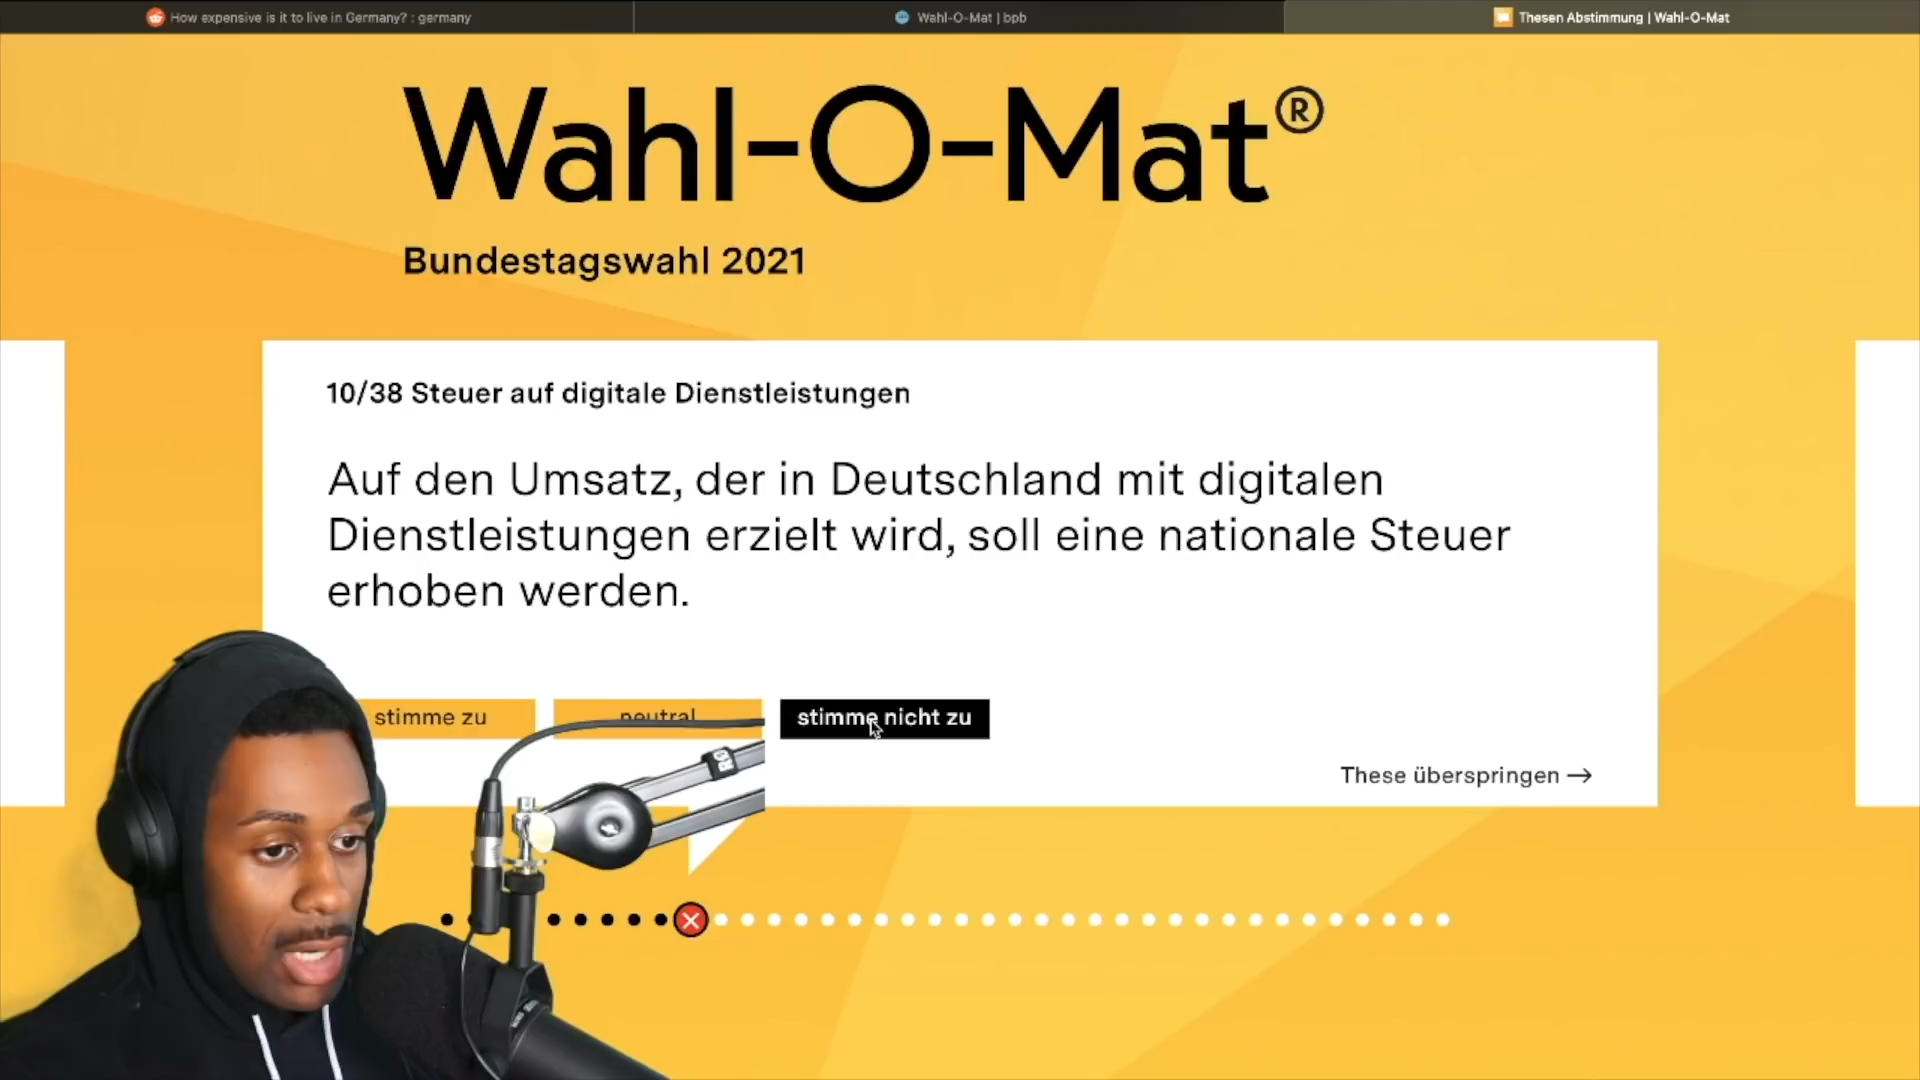 How expensive is it to live in Germany? : germany
Wahl-O-Mat | bpb
Thesen Abstimmung | Wahl-O-Mat
Wahl-O-Mat®
Bundestagswahl 2021
10/38 Steuer auf digitale Dienstleistungen
Auf den Umsatz, der in Deutschland mit digitalen
Dienstleistungen erzielt wird, soll eine nationale Steuer
erhoben werden.
stimme zu
neutral
stimme nicht zu
These überspringen →